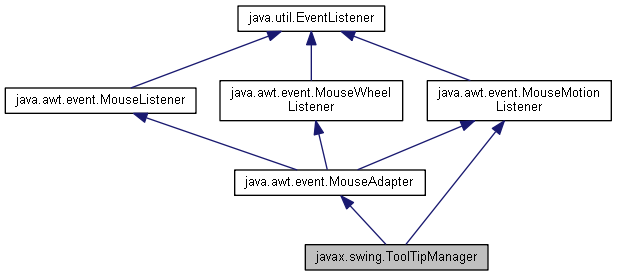 java.util.EventListener
java.awt.event.MouseListener
java.awt.event.MouseWheel
Listener
java.awt.event.MouseMotion
Listener
java.awt.event.MouseAdapter
javax.swing.ToolTipManager